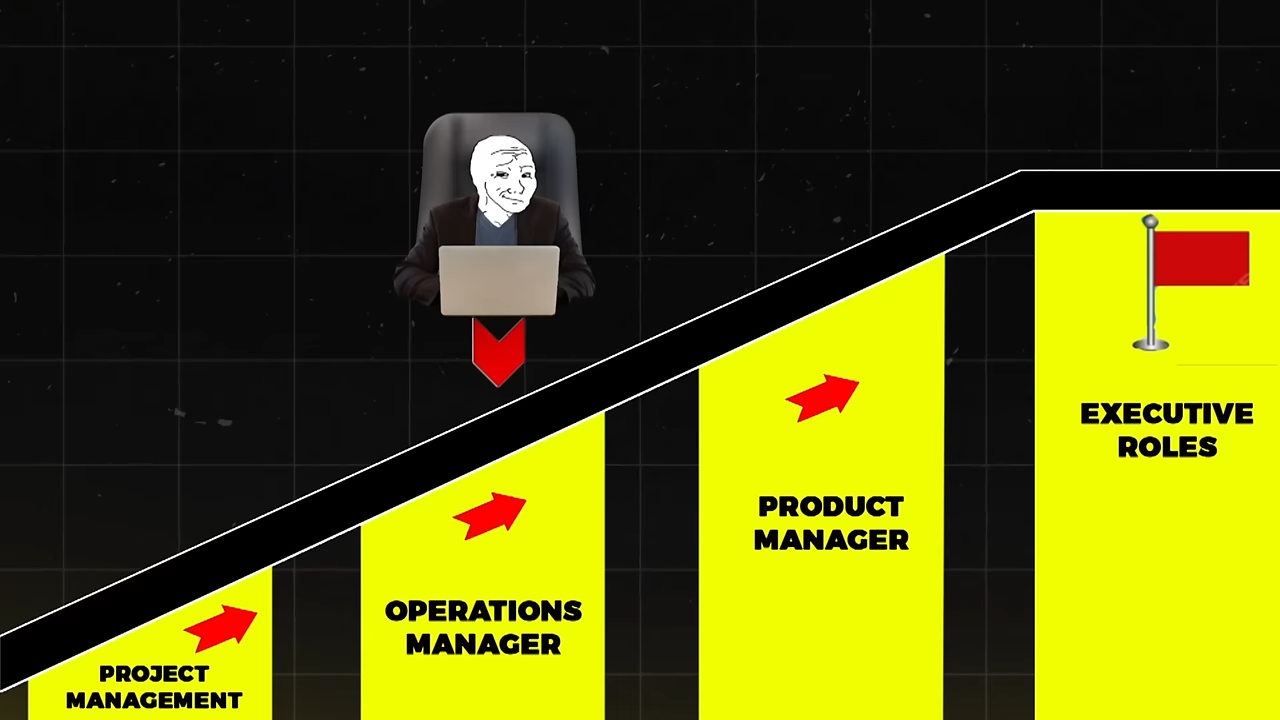 PROJECT
MANAGEMENT
OPERATIONS
MANAGER
PRODUCT
MANAGER
EXECUTIVE
ROLES